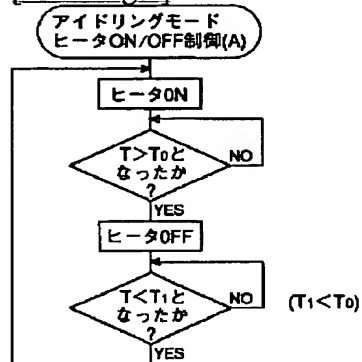 アイドリングモード
ヒータON/OFF制御(A)
ヒータON
T>T0と
なったか
?
NO
YES
ヒータOFF
T<T1と
なったか
?
NO
(T1<T0)
YES